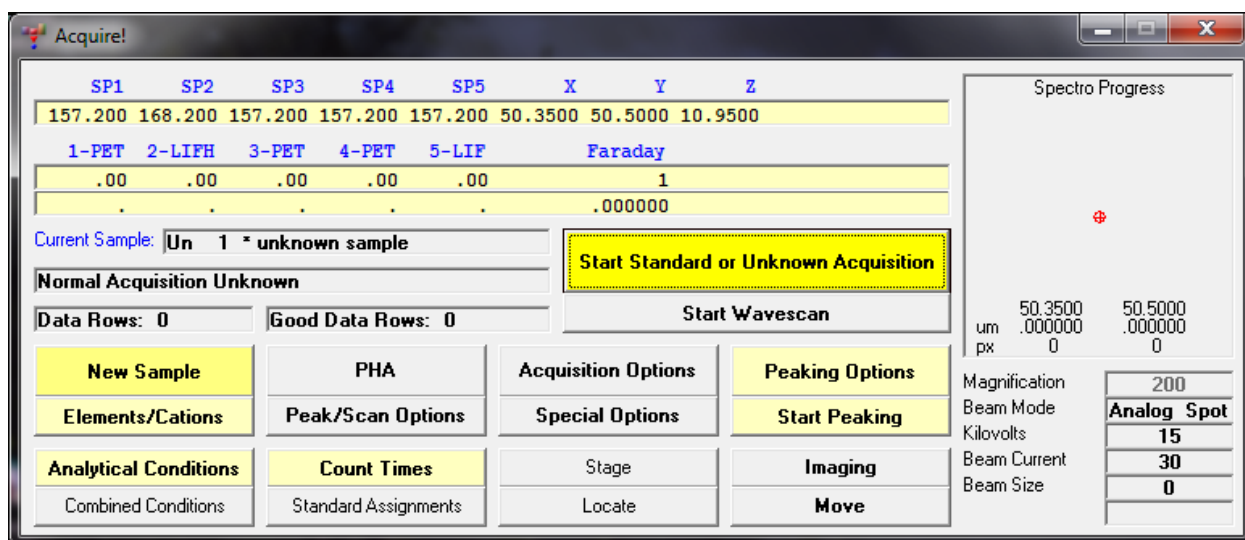 Acquire!
SP1 SP2 SP3 SP4 SP5 X Y Z
157.200 168.200 157.200 157.200 157.200 50.3500 50.5000 10.9500
1-PET 2-LIFH 3-PET 4-PET 5-LIF Faraday
.00 .00 .00 .00 .00 1
. . . . . .000000
Current Sample: Un 1 * unknown sample
Normal Acquisition Unknown
Data Rows: 0 Good Data Rows: 0
Start Standard or Unknown Acquisition
Start Wavescan
New Sample PHA Acquisition Options Peaking Options
Elements/Cations Peak/Scan Options Special Options Start Peaking
Analytical Conditions Count Times Stage Imaging
Combined Conditions Standard Assignments Locate Move
Spectro Progress
50.3500 50.5000
um .000000 .000000
px 0 0
Magnification 200
Beam Mode Analog Spot
Kilovolts 15
Beam Current 30
Beam Size 0